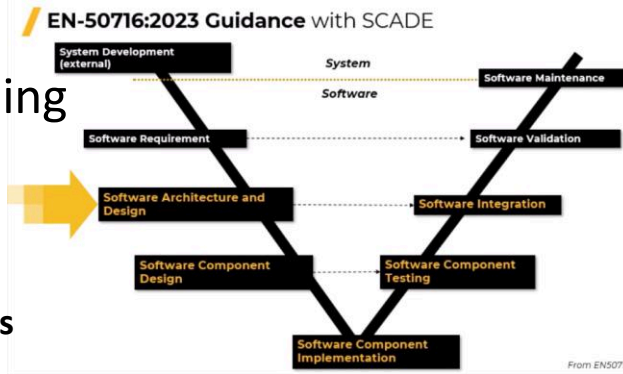 EN-50716:2023 Guidance with SCADE
System Development
(external)
System
Software Maintenance
ing
Software
Software Requirement
Software Validation
Software Architecture and
Design
Software Integration
Software Component
Design
Software Component
Testing
s
Software Component
Implementation
From EN507